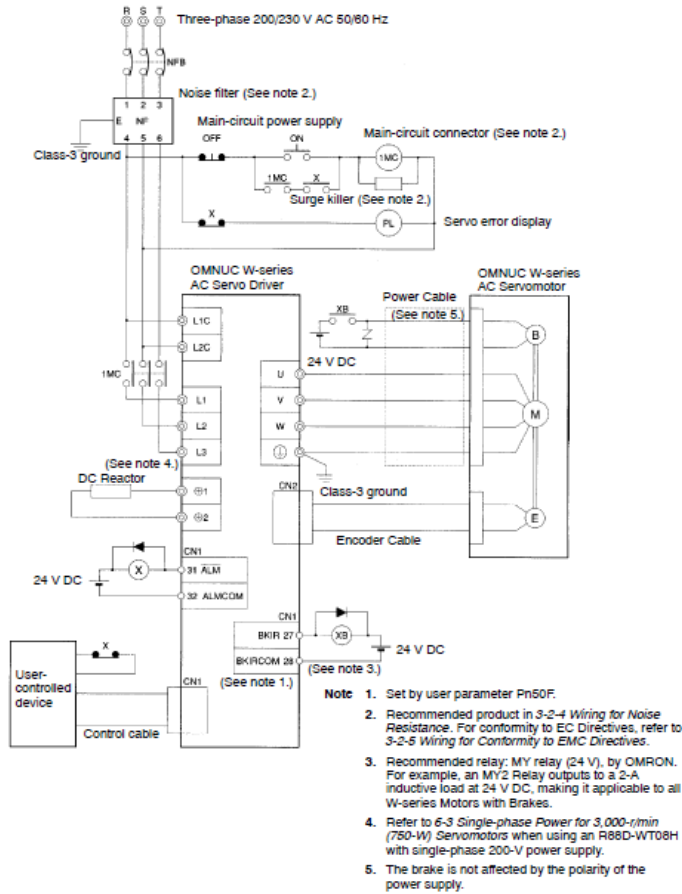 R S T
Three-phase 200/230 V AC 50/60 Hz
NFB
Noise filter (See note 2.)
1 2 3
E NF
4 5 6
Class-3 ground
Main-circuit power supply
OFF ON
Main-circuit connector (See note 2.)
1MC
1MC X
Surge killer (See note 2.)
X
PL
Servo error display
OMNUC W-series
AC Servo Driver
OMNUC W-series
AC Servomotor
Power Cable
(See note 5.)
XB
L1C
L2C
24 V DC
B
1MC
U
V
W
M
L1
L2
L3
(See note 4.)
DC Reactor
⊕1
⊕2
CN2
Class-3 ground
E
Encoder Cable
CN1
X
31 ALM
24 V DC
32 ALMCOM
CN1
BKIR 27
XB
24 V DC
BKIRCOM 28
(See note 3.)
(See note 1.)
X
User-
controlled
device
CN1
Control cable
Note 1. Set by user parameter Pn50F.
2. Recommended product in 3-2-4 Wiring for Noise
Resistance. For conformity to EC Directives, refer to
3-2-5 Wiring for Conformity to EMC Directives.
3. Recommended relay: MY relay (24 V), by OMRON.
For example, an MY2 Relay outputs to a 2-A
inductive load at 24 V DC, making it applicable to all
W-series Motors with Brakes.
4. Refer to 6-3 Single-phase Power for 3,000-r/min
(750-W) Servomotors when using an R88D-WT08H
with single-phase 200-V power supply.
5. The brake is not affected by the polarity of the
power supply.